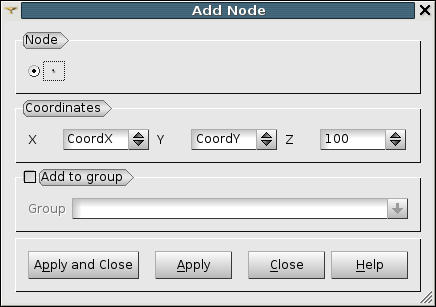 Add Node
Node
Coordinates
X CoordX Y CoordY Z 100
Add to group
Group
Apply and Close Apply Close Help